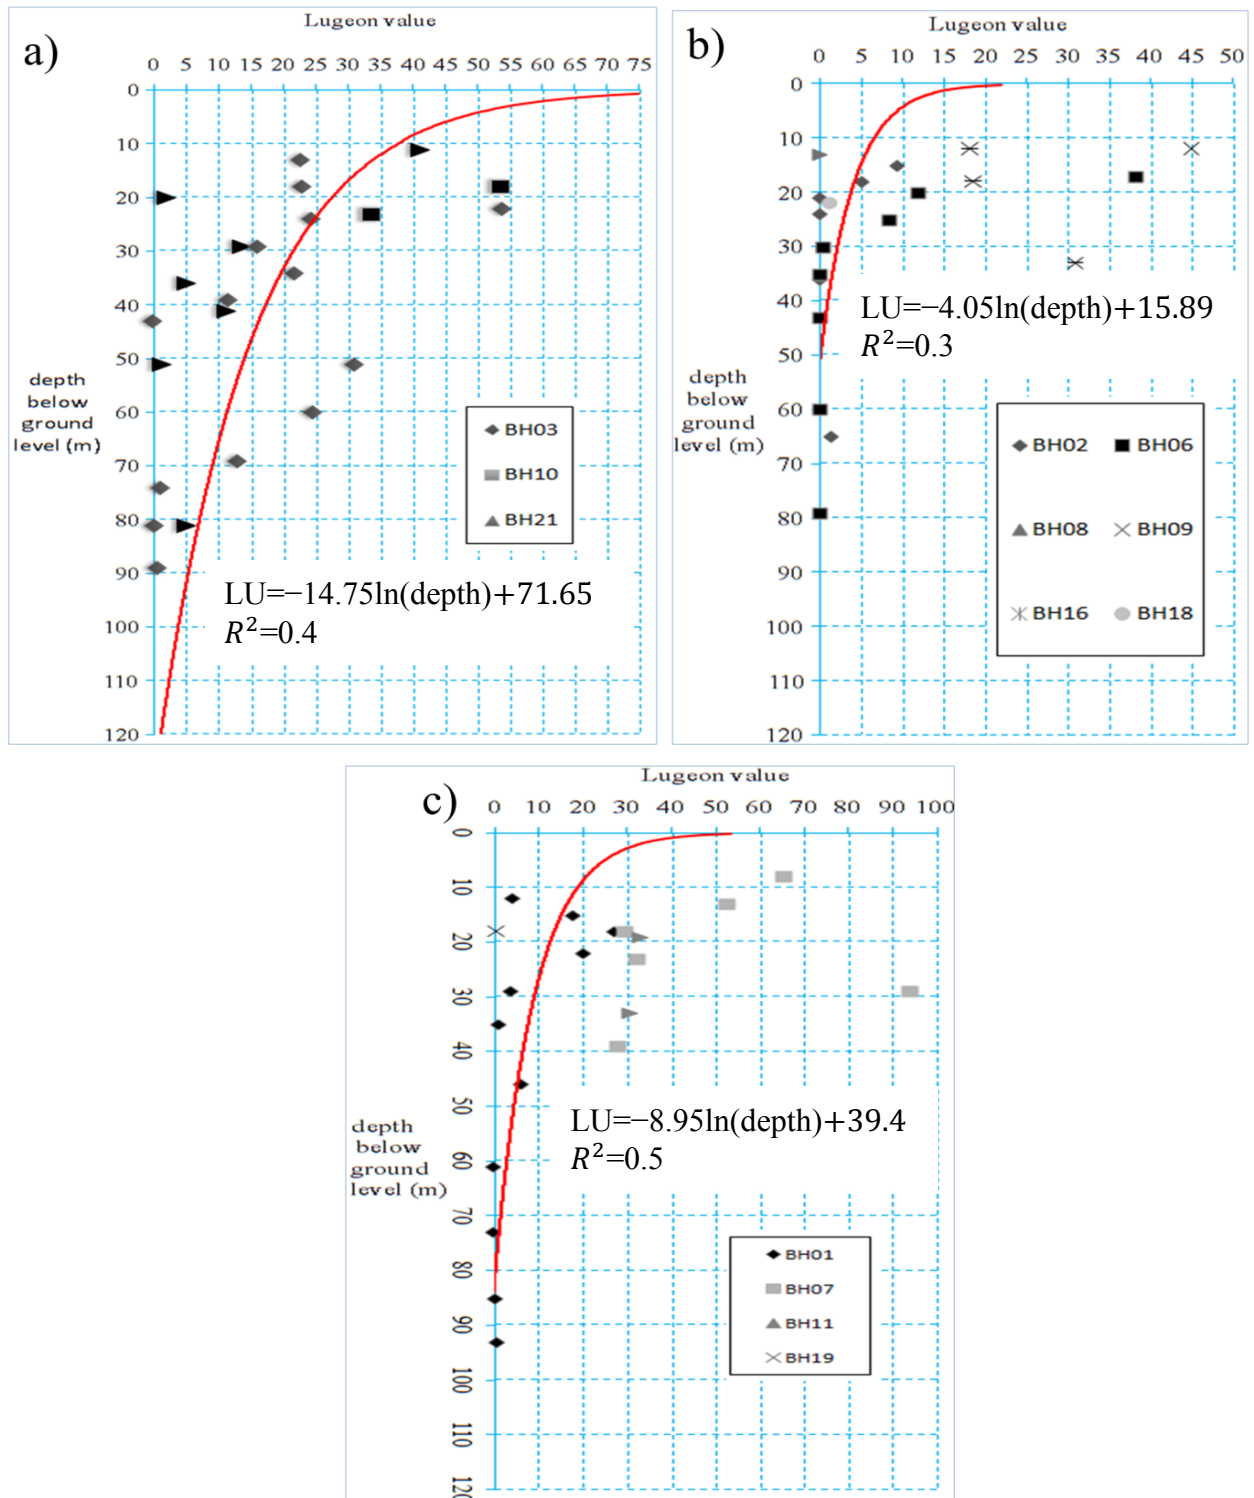 Lugeon value
a)
0 5 15 10 15 20 25 30 35 40 45 50 55 60 65 70 75
0
10
20
30
40
50
60
70
80
90
100
110
120
depth
below
ground
level (m)
BH03
BH10
BH21
LU=−14.75ln(depth)+71.65
R²=0.4
Lugeon value
b)
0 5 10 15 20 25 30 35 40 45 50
0
10
20
30
40
50
60
70
80
90
100
110
120
depth
below
ground
level (m)
LU=−4.05ln(depth)+15.89
R²=0.3
BH02 BH06
BH08 BH09
BH16 BH18
Lugeon value
c)
0 10 20 30 40 50 60 70 80 90 100
0
10
20
30
40
50
60
70
80
90
100
110
120
depth
below
ground
level (m)
LU=−8.95ln(depth)+39.4
R²=0.5
BH01
BH07
BH11
BH19